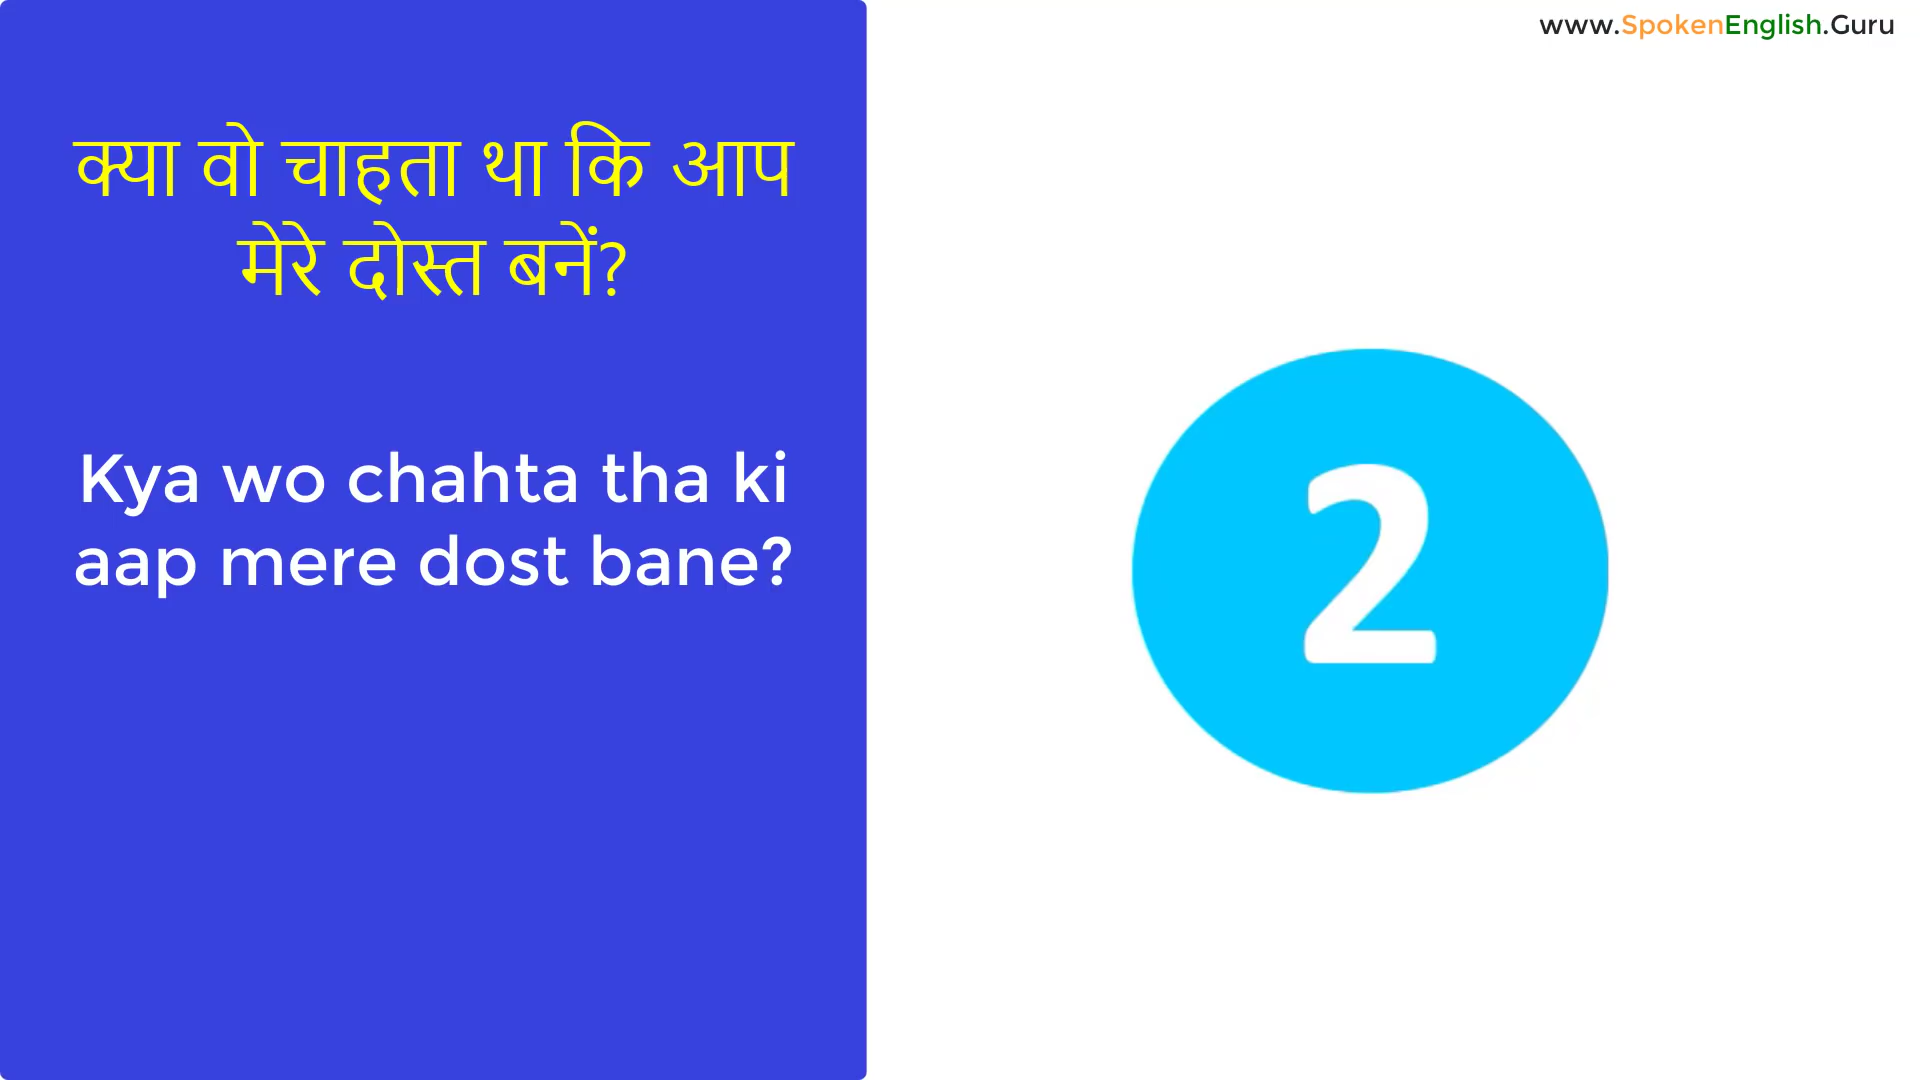 www.SpokenEnglish.Guru
क्या वो चाहता था कि आप
मेरे दोस्त बनें?
Kya wo chahta tha ki
aap mere dost bane?
2